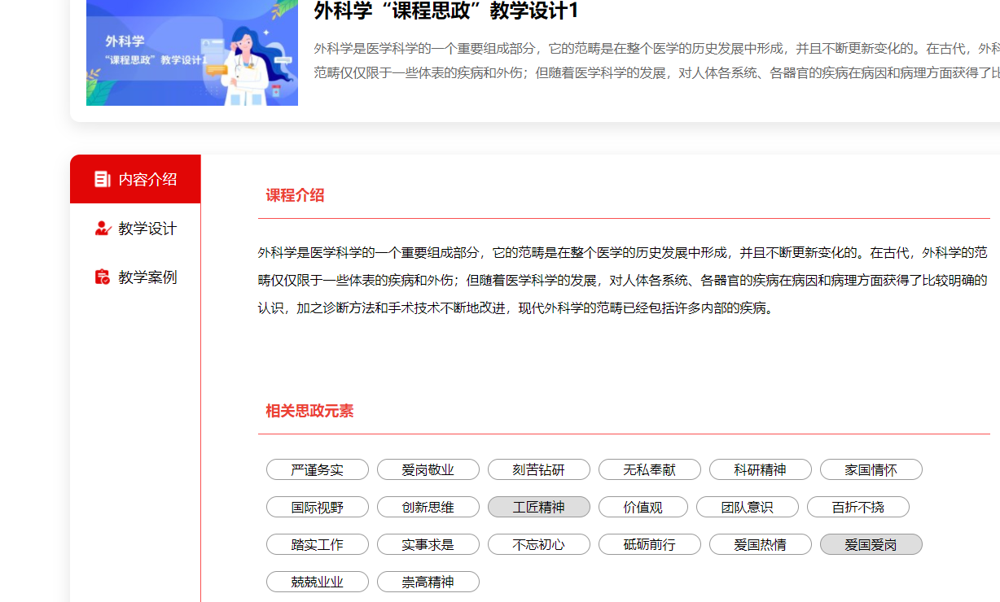 外科学“课程思政”教学设计1
外科学
“课程思政”教学设计1
外科学是医学科学的一个重要组成部分，它的范畴是在整个医学的历史发展中形成，并且不断更新变化的。在古代，外科
范畴仅仅限于一些体表的疾病和外伤；但随着医学科学的发展，对人体各系统、各器官的疾病在病因和病理方面获得了比
内容介绍
教学设计
教学案例
课程介绍
外科学是医学科学的一个重要组成部分，它的范畴是在整个医学的历史发展中形成，并且不断更新变化的。在古代，外科学的范
畴仅仅限于一些体表的疾病和外伤；但随着医学科学的发展，对人体各系统、各器官的疾病在病因和病理方面获得了比较明确的
认识，加之诊断方法和手术技术不断地改进，现代外科学的范畴已经包括许多内部的疾病。
相关思政元素
严谨务实 爱岗敬业 刻苦钻研 无私奉献 科研精神 家国情怀
国际视野 创新思维 工匠精神 价值观 团队意识 百折不挠
踏实工作 实事求是 不忘初心 砥砺前行 爱国热情 爱国爱岗
兢兢业业 崇高精神